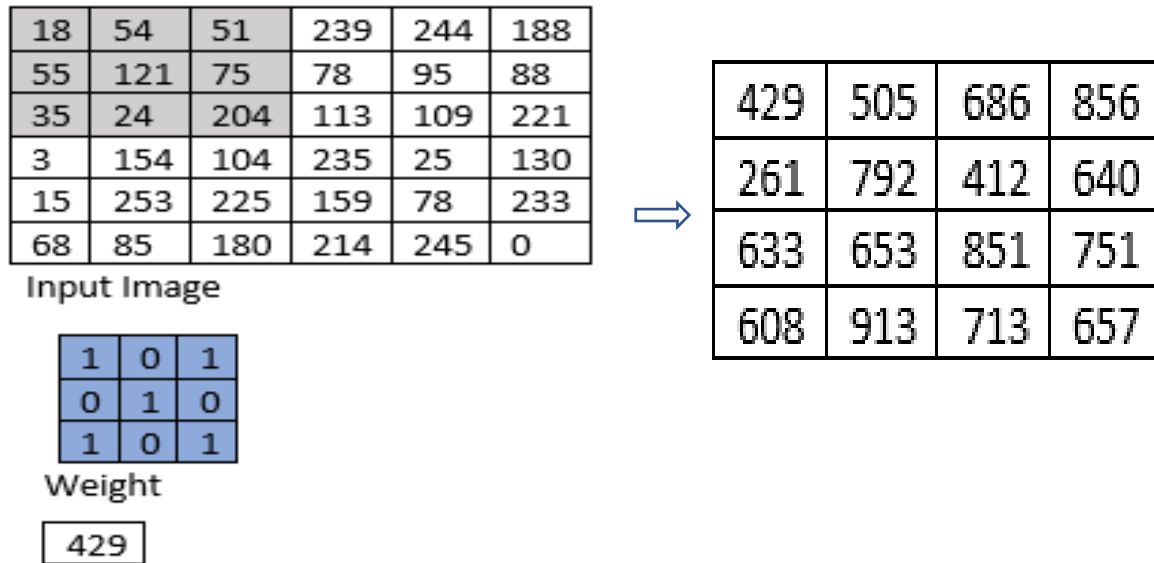 18 54 51 239 244 188
55 121 75 78 95 88
35 24 204 113 109 221
3 154 104 235 25 130
15 253 225 159 78 233
68 85 180 214 245 0
Input Image
1 0 1
0 1 0
1 0 1
Weight
429
429 505 686 856
261 792 412 640
633 653 851 751
608 913 713 657